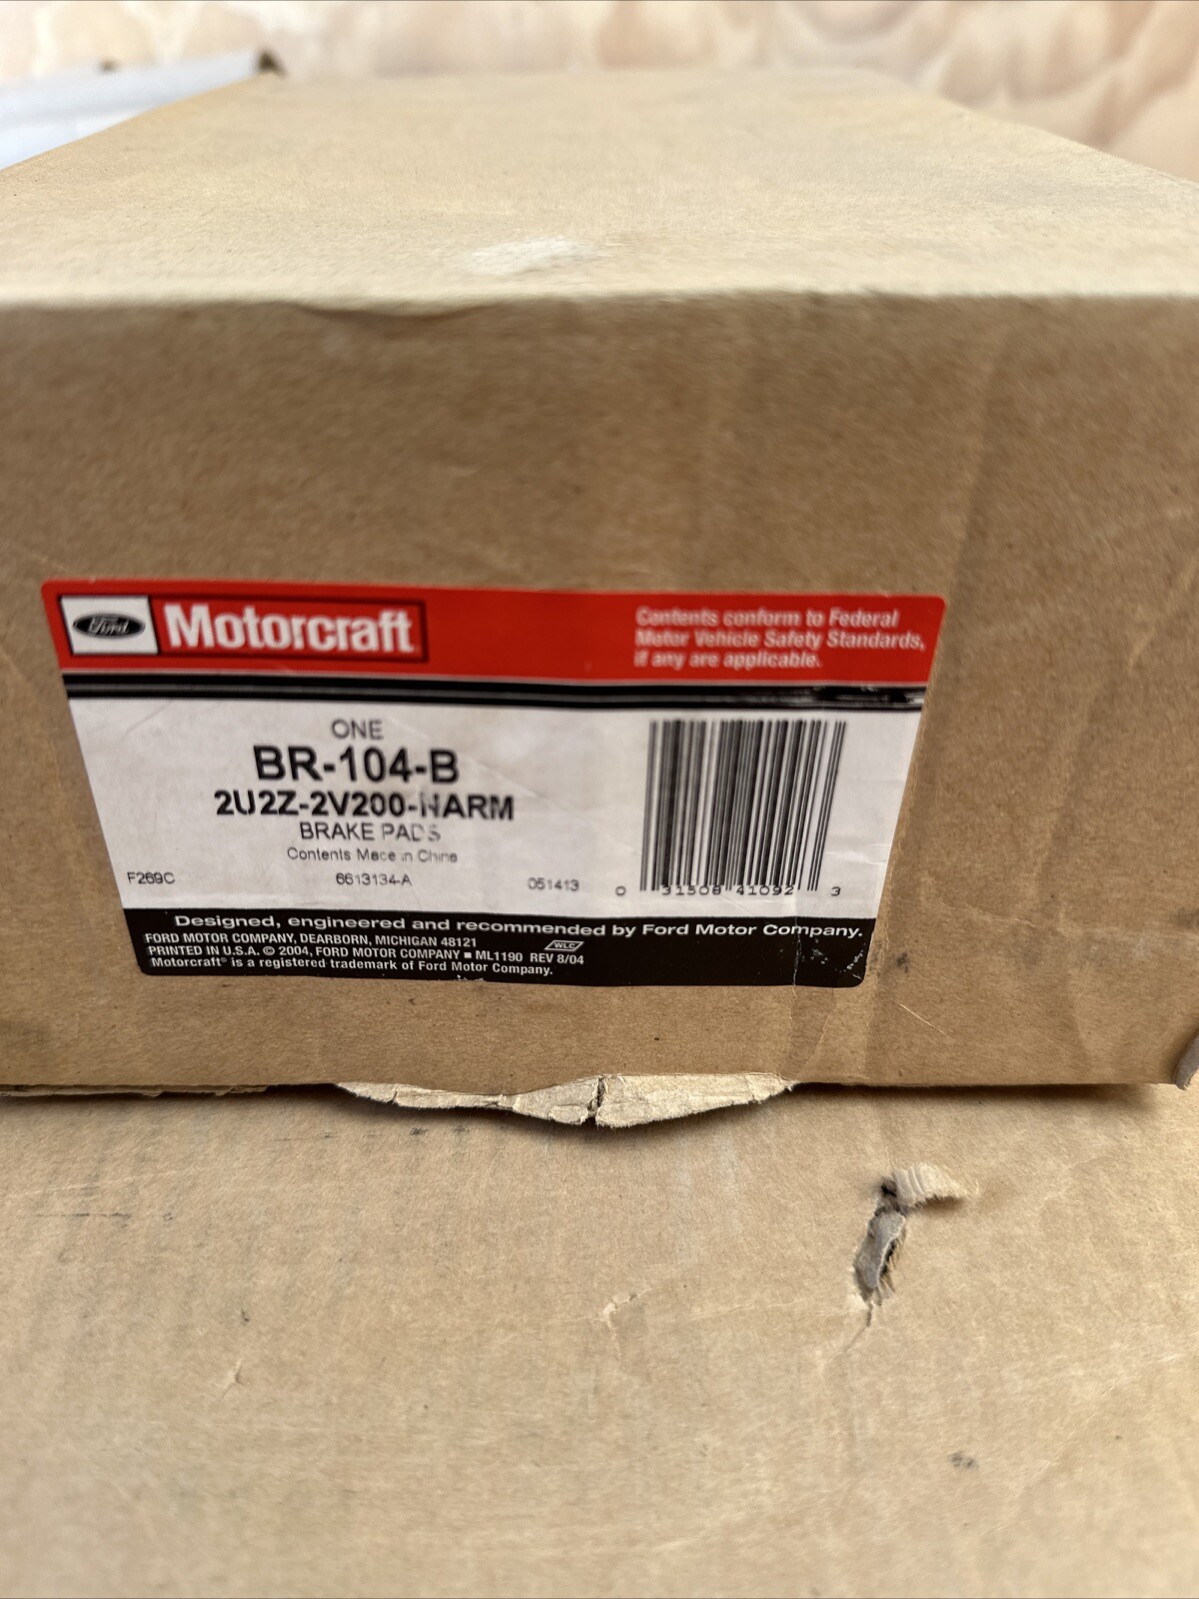 Ford Motorcraft
Contents conform to Federal
Motor Vehicle Safety Standards,
if any are applicable.
ONE
BR-104-B
2U2Z-2V200-NARM
BRAKE PADS
Contents Made in China
F269C 6613134-A 051413
0 31508 41092 3
Designed, engineered and recommended by Ford Motor Company.
FORD MOTOR COMPANY, DEARBORN, MICHIGAN 48121
WLC
PRINTED IN U.S.A. © 2004, FORD MOTOR COMPANY ■ ML1190 REV 8/04
Motorcraft® is a registered trademark of Ford Motor Company.